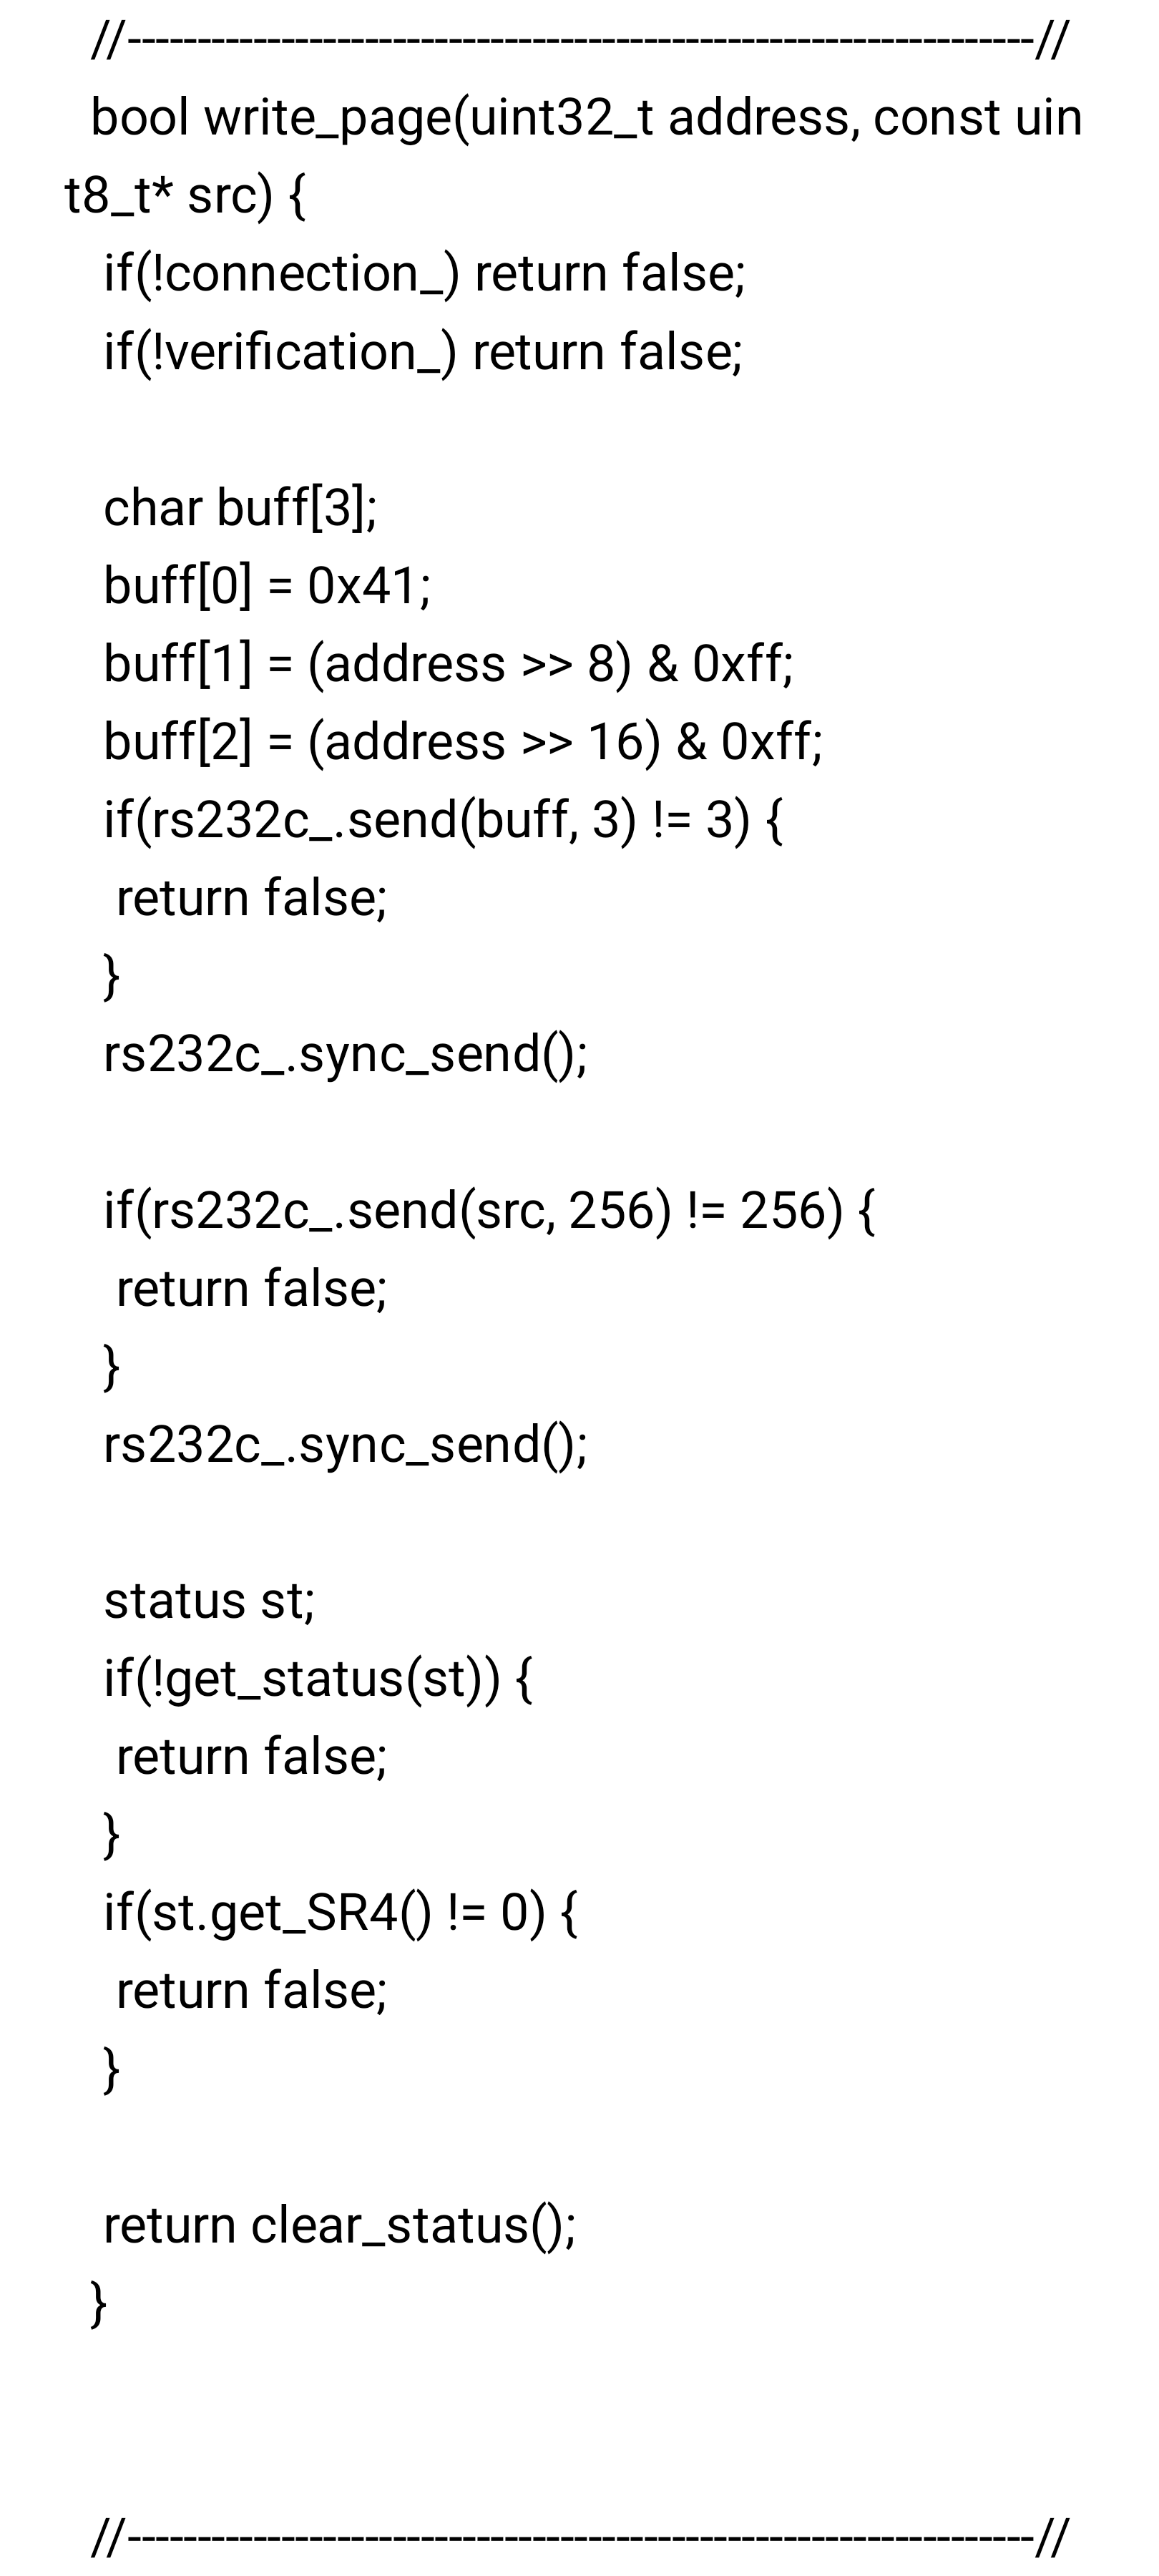 //-----------------------------------------------------------------//
bool write_page(uint32_t address, const uin
t8_t* src) {
if(!connection_) return false;
if(!verification_) return false;
char buff[3];
buff[0] = 0x41;
buff[1] = (address >> 8) & 0xff;
buff[2] = (address >> 16) & 0xff;
if(rs232c_.send(buff, 3) != 3) {
return false;
}
rs232c_.sync_send();
if(rs232c_.send(src, 256) != 256) {
return false;
}
rs232c_.sync_send();
status st;
if(!get_status(st)) {
return false;
}
if(st.get_SR4() != 0) {
return false;
}
return clear_status();
}
//-----------------------------------------------------------------//